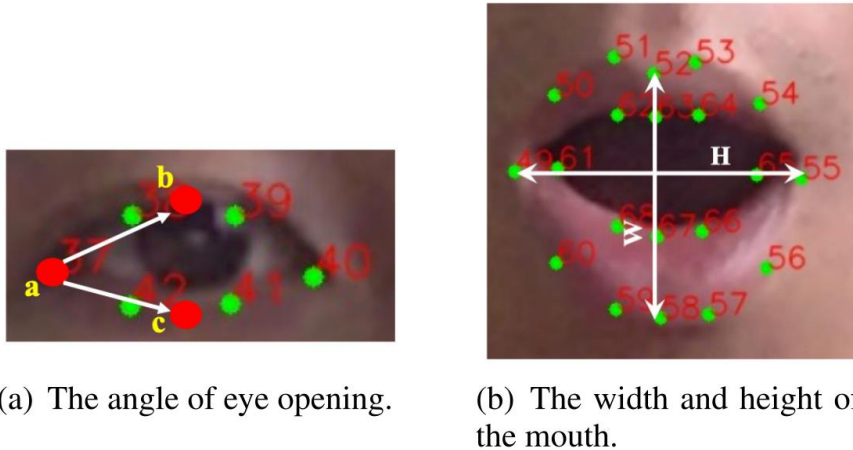 b
38 39
37
40
a
42 41
c
51 52 53
50
54
62 63 64
49 61
H
65 55
68 67 66
W
60
56
59 58 57
(a) The angle of eye opening.
(b) The width and height of
the mouth.